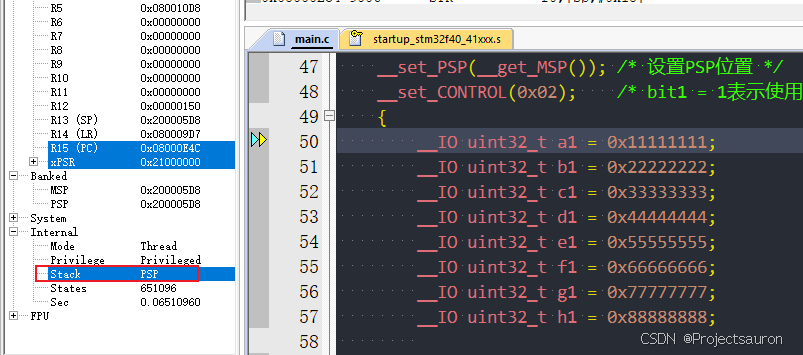 R5 0x080010D8
R6 0x00000000
R7 0x00000000
R8 0x00000000
R9 0x00000000
R10 0x00000000
R11 0x00000000
R12 0x00000150
R13 (SP) 0x200005D8
R14 (LR) 0x080009D7
R15 (PC) 0x08000E4C
xPSR 0x21000000
Banked
MSP 0x200005D8
PSP 0x200005D8
System
Internal
Mode Thread
Privilege Privileged
Stack PSP
States 651096
Sec 0.06510960
FPU
main.c startup_stm32f40_41xxx.s
47 __set_PSP(__get_MSP()); /* 设置PSP位置 */
48 __set_CONTROL(0x02); /* bit1 = 1表示使用
49 {
50 __IO uint32_t a1 = 0x11111111;
51 __IO uint32_t b1 = 0x22222222;
52 __IO uint32_t c1 = 0x33333333;
53 __IO uint32_t d1 = 0x44444444;
54 __IO uint32_t e1 = 0x55555555;
55 __IO uint32_t f1 = 0x66666666;
56 __IO uint32_t g1 = 0x77777777;
57 __IO uint32_t h1 = 0x88888888;
58
CSDN @Projectsauron